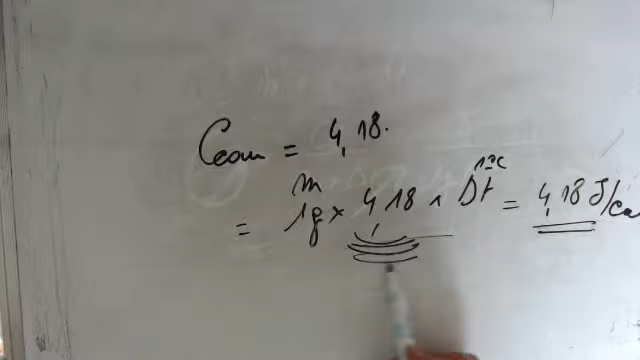 Ceau = 4,18.
m 1°C
= 1g × 4,18 × Δt = 4,18 J/ca